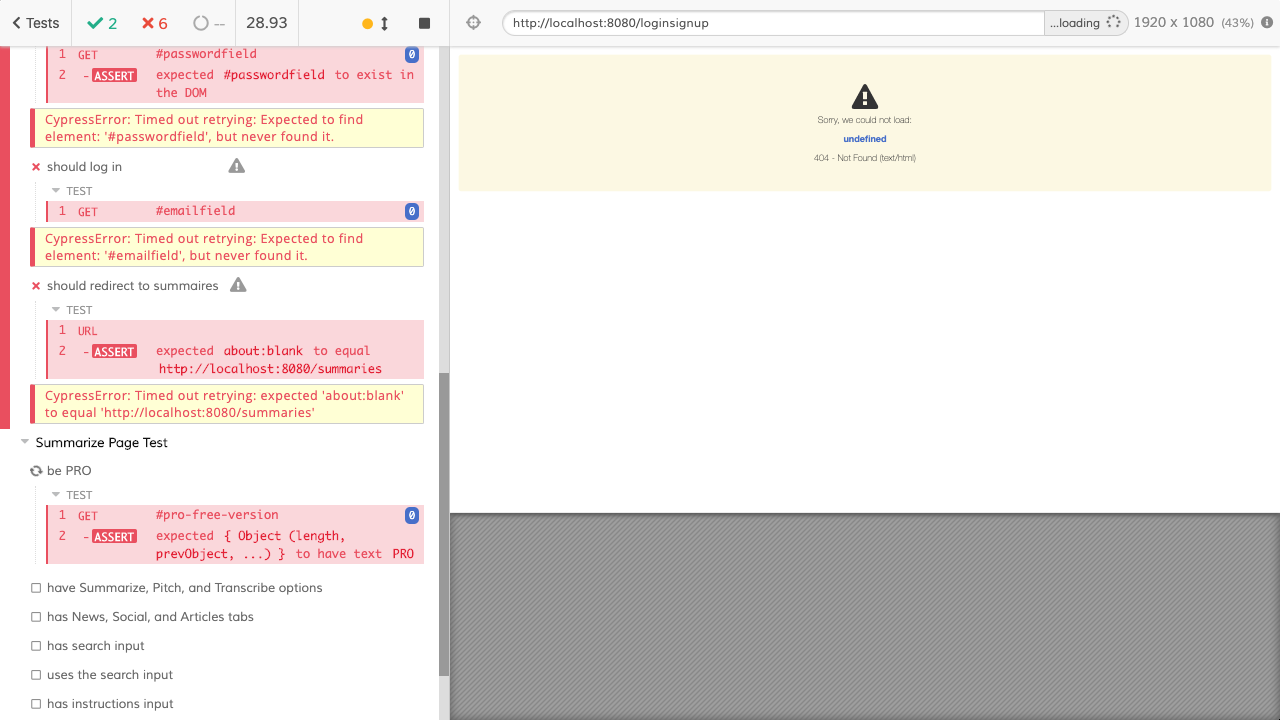 Tests
2
6
--
28.93
http://localhost:8080/loginsignup
...loading
1920 x 1080 (43%)
1 GET #passwordfield 0
2 -ASSERT expected #passwordfield to exist in
the DOM
CypressError: Timed out retrying: Expected to find
element: '#passwordfield', but never found it.
should log in
TEST
1 GET #emailfield 0
CypressError: Timed out retrying: Expected to find
element: '#emailfield', but never found it.
should redirect to summaires
TEST
1 URL
2 -ASSERT expected about:blank to equal
http://localhost:8080/summaries
CypressError: Timed out retrying: expected 'about:blank'
to equal 'http://localhost:8080/summaries'
Summarize Page Test
be PRO
TEST
1 GET #pro-free-version 0
2 -ASSERT expected { Object (length,
prevObject, ...) } to have text PRO
have Summarize, Pitch, and Transcribe options
has News, Social, and Articles tabs
has search input
uses the search input
has instructions input
Sorry, we could not load:
undefined
404 - Not Found (text/html)